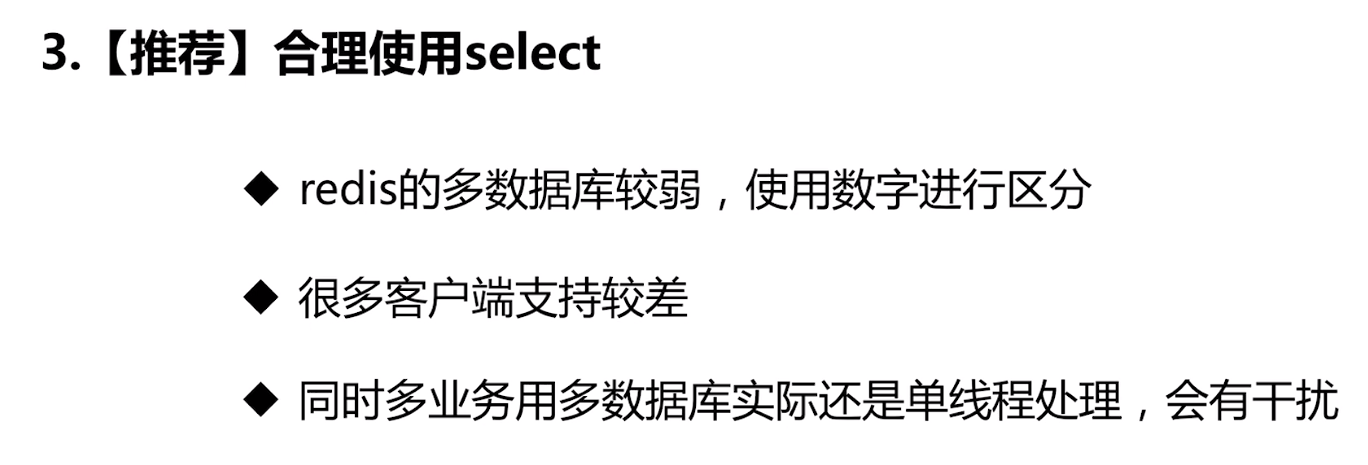 3.【推荐】合理使用select
◆ redis的多数据库较弱，使用数字进行区分
◆ 很多客户端支持较差
◆ 同时多业务用多数据库实际还是单线程处理，会有干扰